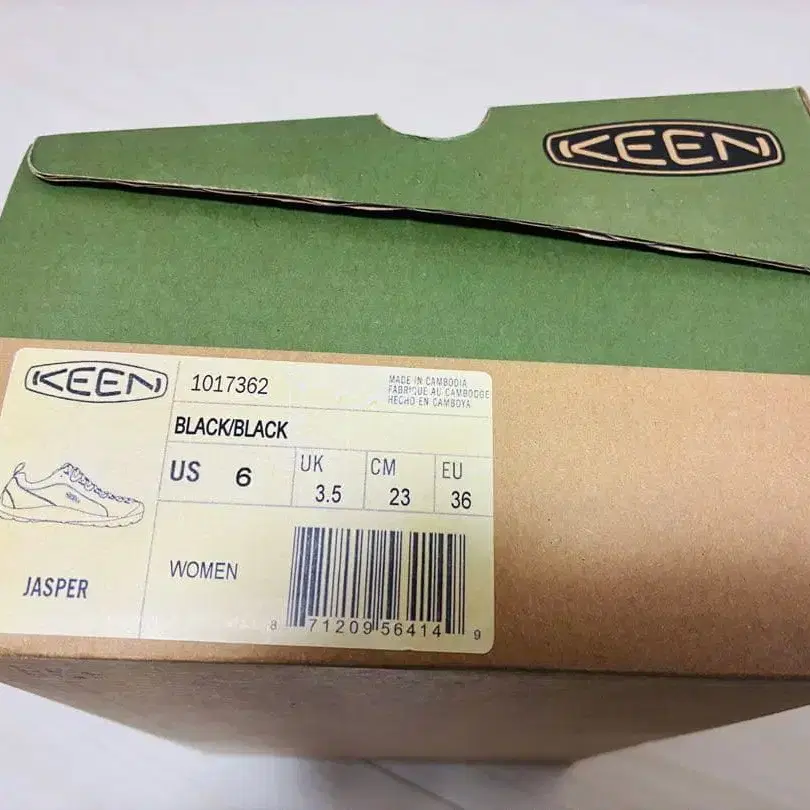 KEEN
KEEN
1017362
MADE IN CAMBODIA
FABRIQUE AU CAMBODGE
HECHO EN CAMBOYA
BLACK/BLACK
US 6
UK 3.5
CM 23
EU 36
KEEN
JASPER
WOMEN
8 71209 56414 9